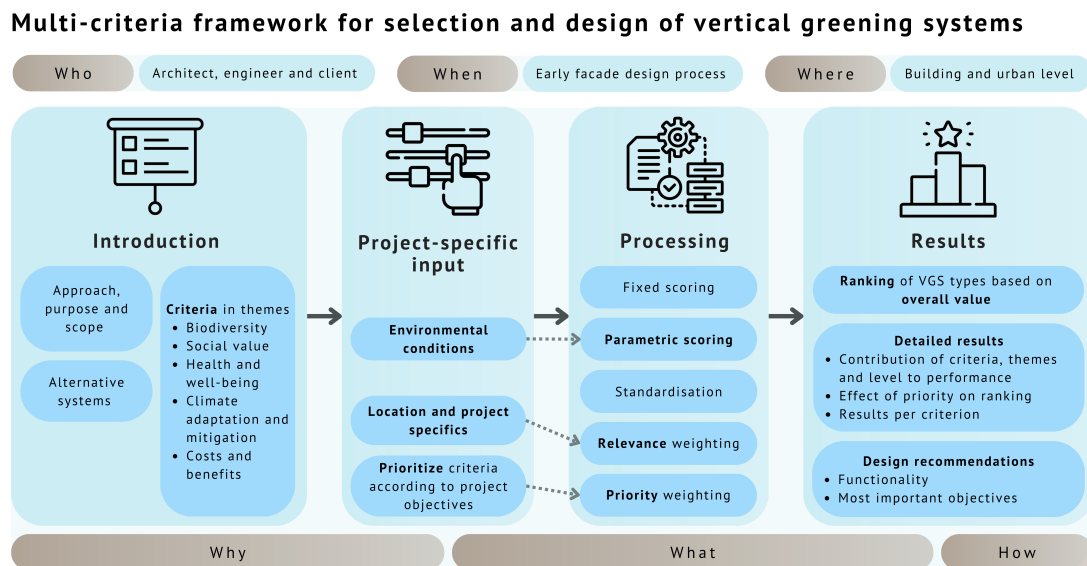 Multi-criteria framework for selection and design of vertical greening systems
Who
Architect, engineer and client
When
Early facade design process
Where
Building and urban level
Introduction
Approach,
purpose and
scope
Alternative
systems
Criteria in themes
• Biodiversity
• Social value
• Health and
well-being
• Climate
adaptation and
mitigation
• Costs and
benefits
Project-specific
input
Environmental
conditions
Location and project
specifics
Prioritize criteria
according to project
objectives
Processing
Fixed scoring
Parametric scoring
Standardisation
Relevance weighting
Priority weighting
Results
Ranking of VGS types based on
overall value
Detailed results
• Contribution of criteria, themes
and level to performance
• Effect of priority on ranking
• Results per criterion
Design recommendations
• Functionality
• Most important objectives
Why
What
How